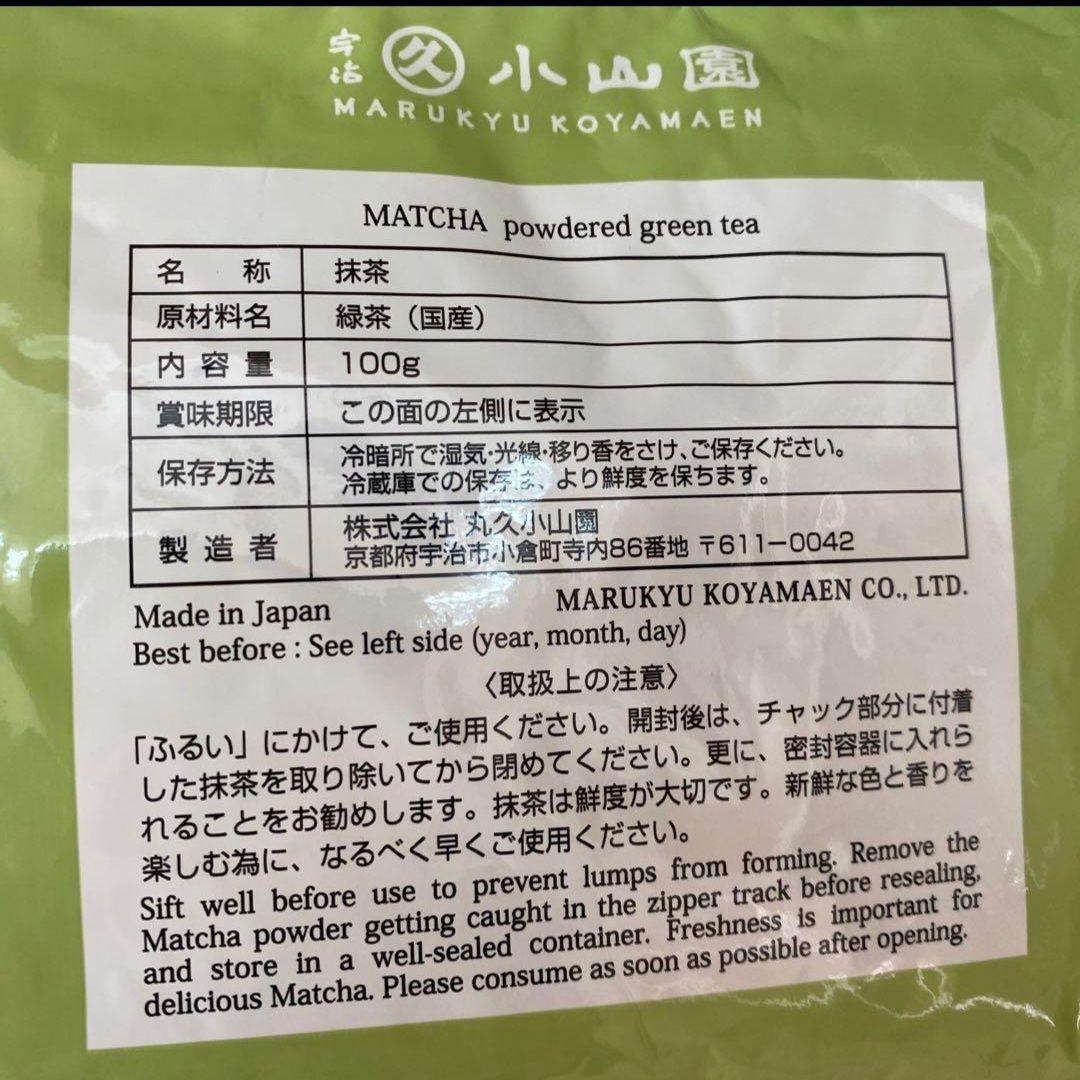 宇治 久 小山園
MARUKYU KOYAMAEN
MATCHA powdered green tea
名 称 抹茶
原材料名 緑茶（国産）
内容量 100g
賞味期限 この面の左側に表示
保存方法 冷暗所で湿気・光線・移り香をさけ、ご保存ください。
冷蔵庫での保存は、より鮮度を保ちます。
製造者 株式会社 丸久小山園
京都府宇治市小倉町寺内86番地 〒611-0042
Made in Japan MARUKYU KOYAMAEN CO., LTD.
Best before : See left side (year, month, day)
〈取扱上の注意〉
「ふるい」にかけて、ご使用ください。開封後は、チャック部分に付着
した抹茶を取り除いてから閉めてください。更に、密封容器に入れら
れることをお勧めします。抹茶は鮮度が大切です。新鮮な色と香りを
楽しむ為に、なるべく早くご使用ください。
Sift well before use to prevent lumps from forming. Remove the
Matcha powder getting caught in the zipper track before resealing,
and store in a well-sealed container. Freshness is important for
delicious Matcha. Please consume as soon as possible after opening.